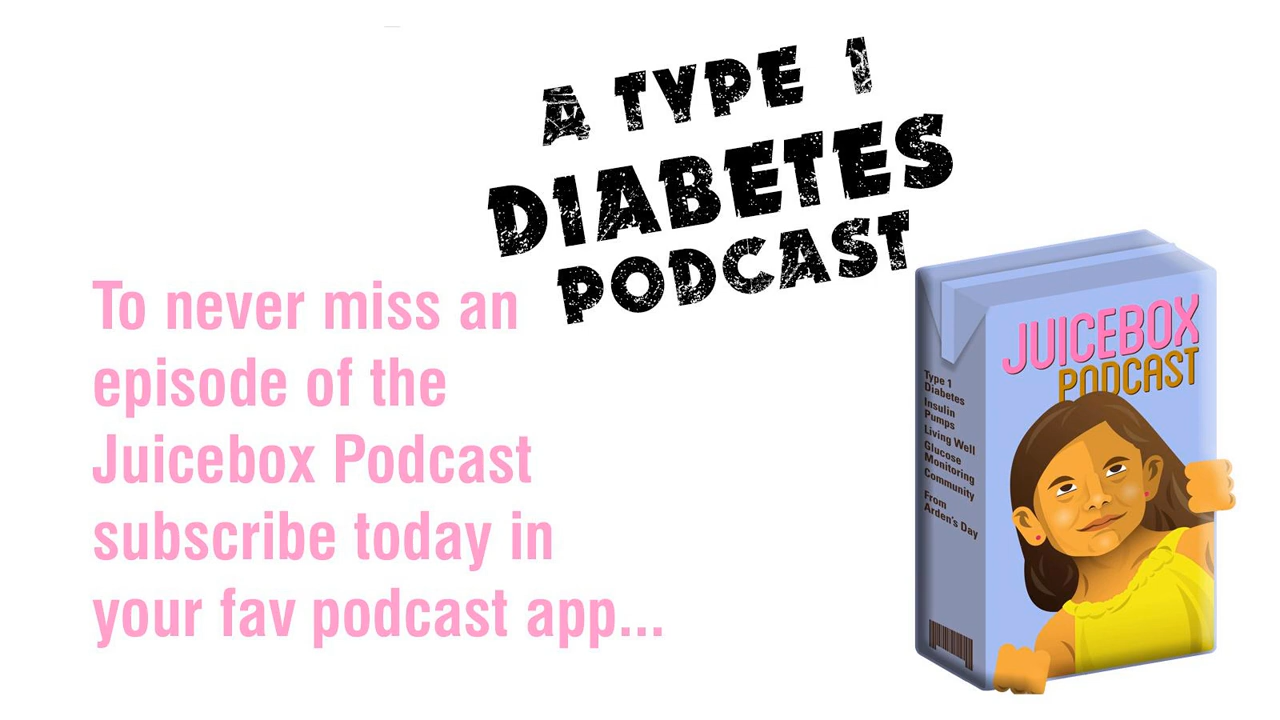 A TYPE 1
DIABETES
PODCAST
To never miss an
episode of the
Juicebox Podcast
subscribe today in
your fav podcast app...
JUICEBOX
PODCAST
Type 1
Diabetes
Insulin
Pumps
Living Well
Glucose
Monitoring
Community
From
Arden's Day